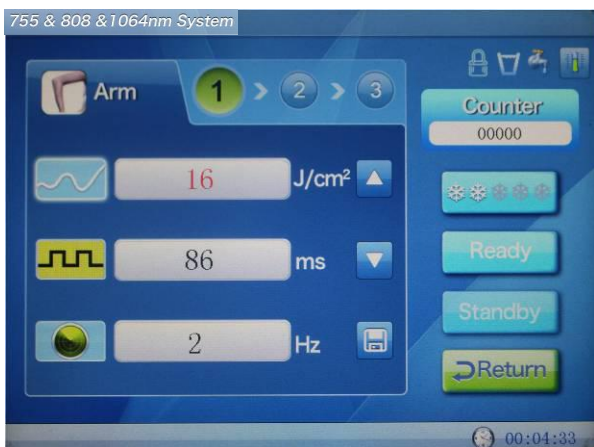 755 & 808 &1064nm System
Arm
1 > 2 > 3
Counter
00000
16 J/cm²
86 ms
Ready
2 Hz
Standby
Return
00:04:33